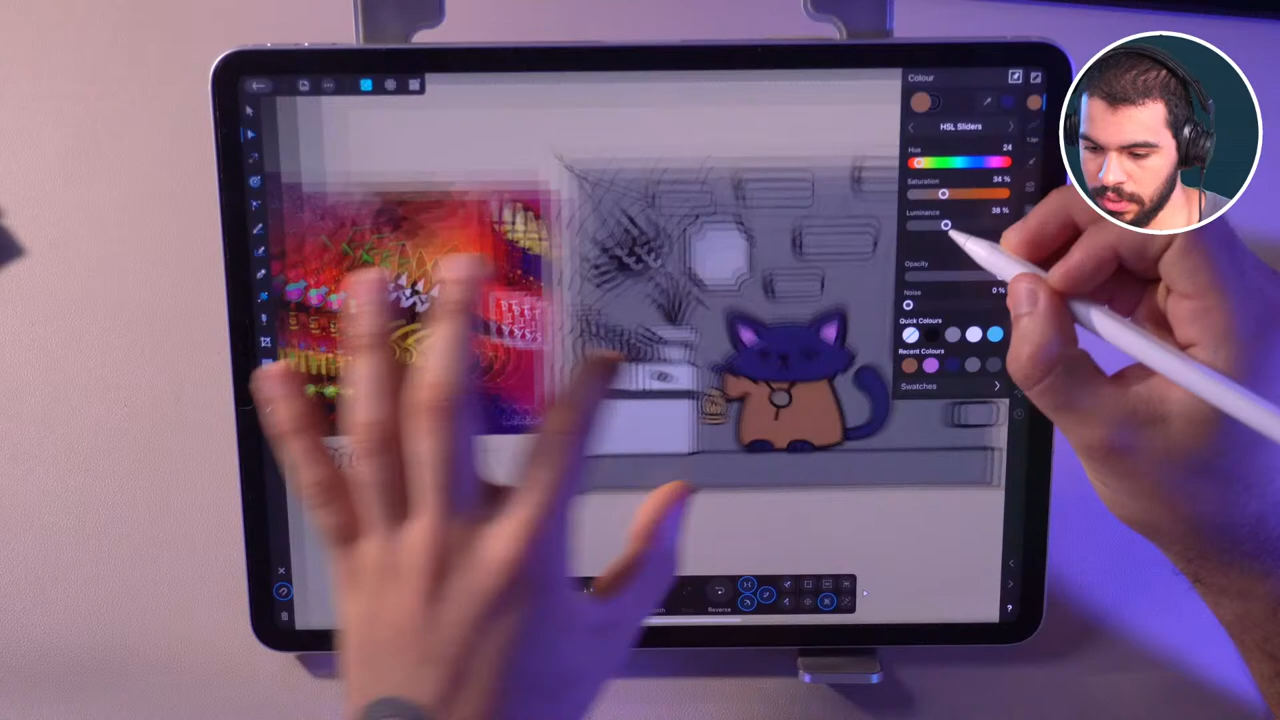 Colour
HSL Sliders
Hue 24
Saturation 34 %
Luminance 38 %
Opacity
Noise 0 %
Quick Colours
Recent Colours
Swatches
Reverse
?